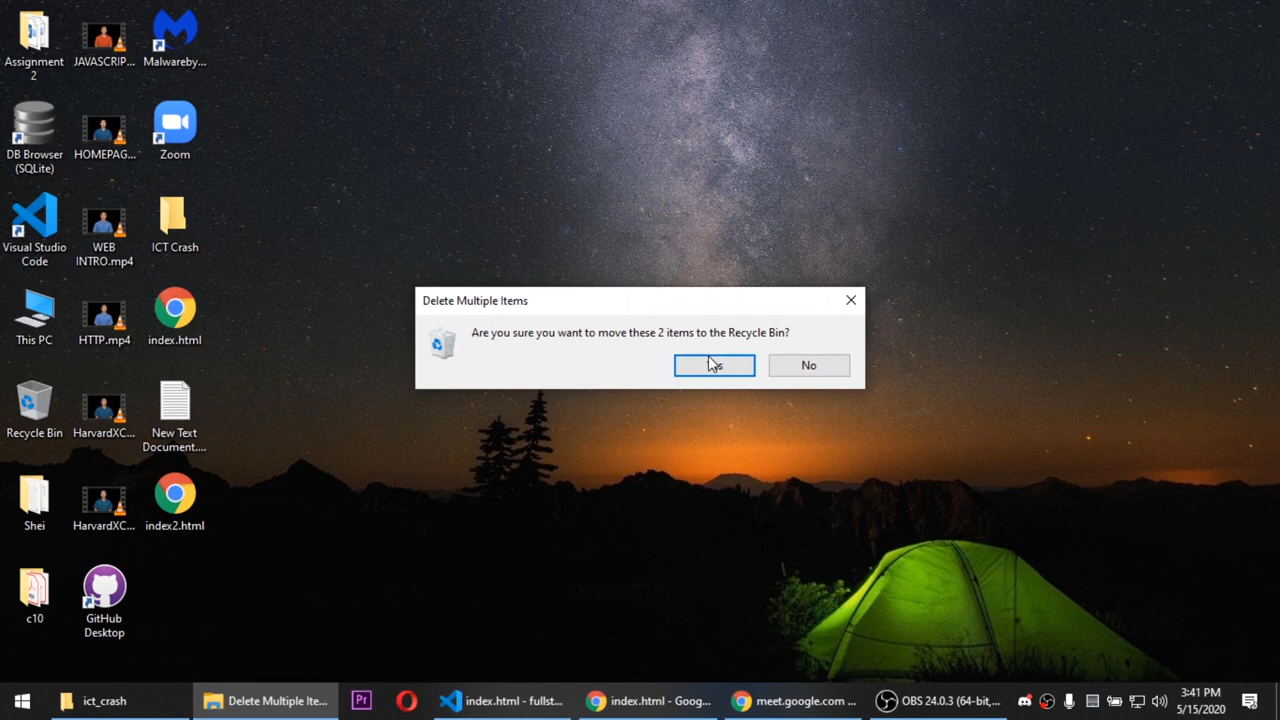 Assignment
2
JAVASCRIP...
Malwareby...
DB Browser
(SQLite)
HOMEPAG...
Zoom
Visual Studio
Code
WEB
INTRO.mp4
ICT Crash
This PC
HTTP.mp4
index.html
Recycle Bin
HarvardXC...
New Text
Document....
Shei
HarvardXC...
index2.html
c10
GitHub
Desktop
Delete Multiple Items
Are you sure you want to move these 2 items to the Recycle Bin?
No
ict_crash
Delete Multiple Ite...
Pr
index.html - fullst...
index.html - Goog...
meet.google.com ...
OBS 24.0.3 (64-bit,...
3:41 PM
5/15/2020